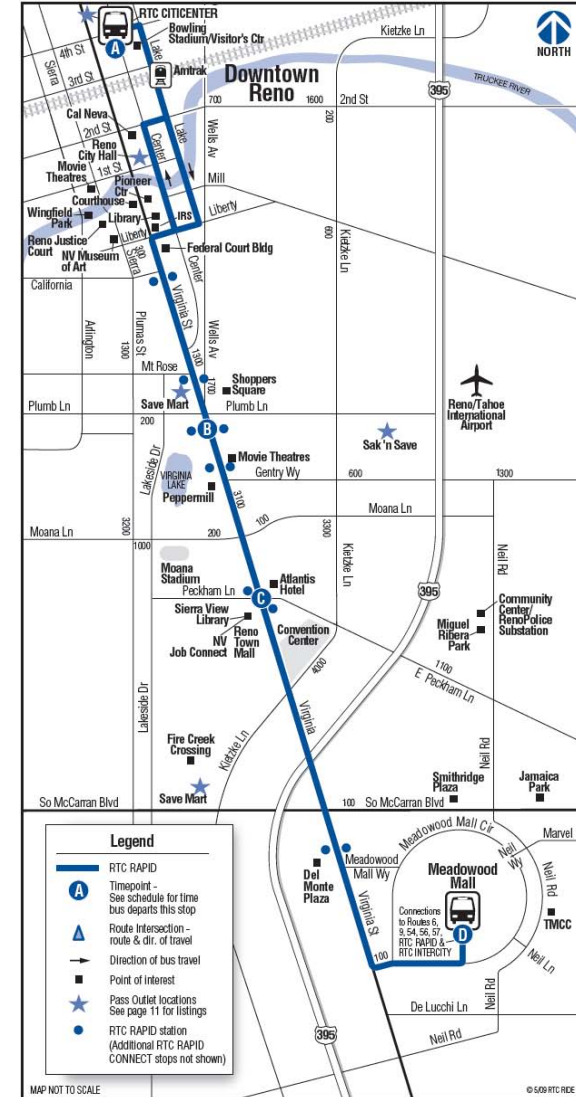 RTC CITICENTER
A
Bowling
Stadium/Visitor's Ctr
Kietzke Ln
NORTH
4th St
Sierra
Lake
Amtrak
3rd St
Downtown
Reno
395
TRUCKEE RIVER
700
1600
2nd St
200
Cal Neva
2nd St
Reno
City Hall
Center
Lake
Wells Av
Movie
Theatres
1st St
Pioneer
Ctr
Mill
Courthouse
Wingfield
Park
Library
IRS
Liberty
Reno Justice
Court
Liberty
300
NV Museum
of Art
Sierra
Federal Court Bldg
600
Kietzke Ln
Center
California
Virginia St
Arlington
Plumas St
1300
1300
Wells Av
Mt Rose
1700
Shoppers
Square
Save Mart
Reno/Tahoe
International
Airport
Plumb Ln
200
Plumb Ln
B
Sak 'n Save
Lakeside Dr
Movie Theatres
VIRGINIA
LAKE
Gentry Wy
600
1300
Peppermill
3100
3200
200
100
3300
Moana Ln
Moana Ln
1000
Moana
Stadium
Kietzke Ln
Neil Rd
Peckham Ln
C
Atlantis
Hotel
395
Community
Center/
RenoPolice
Substation
Sierra View
Library
NV
Job Connect
Reno
Town
Mall
Convention
Center
Miguel
Ribera
Park
4000
1100
E Peckham Ln
Lakeside Dr
Virginia
Fire Creek
Crossing
Kietzke Ln
Neil Rd
Save Mart
Smithridge
Plaza
Jamaica
Park
So McCarran Blvd
100
So McCarran Blvd
Meadowood Mall Cir
Neil
Wy
Marvel
Meadowood
Mall Wy
Del
Monte
Plaza
Meadowood
Mall
Neil Rd
Virginia St
Connections
to Routes 6,
9, 54, 56, 57,
RTC RAPID &
RTC INTERCITY
D
TMCC
100
Neil Ln
Neil Rd
De Lucchi Ln
Neil Rd
395
Legend
RTC RAPID
A
Timepoint -
See schedule for time
bus departs this stop
Route Intersection -
route & dir. of travel
Direction of bus travel
Point of interest
Pass Outlet locations
See page 11 for listings
RTC RAPID station
(Additional RTC RAPID
CONNECT stops not shown)
MAP NOT TO SCALE
© 5/09 RTC RIDE